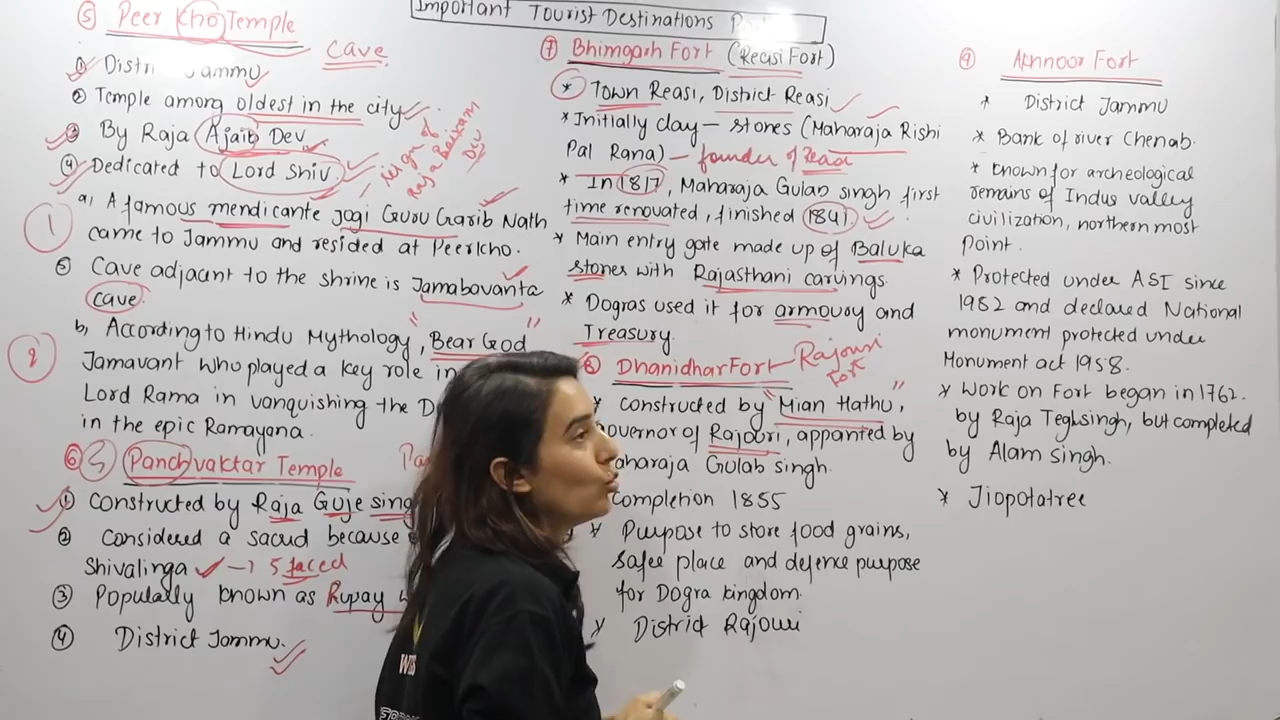 Important Tourist Destinations
⑤ Peer Kho Temple
cave
① Distri Jammu
② Temple among oldest in the city
③ By Raja Ajaib Dev
④ Dedicated to Lord Shiv
reign of
Raja Bikram
Dev
a, A famous mendicante jogi Guru Garib Nath
came to Jammu and resided at Peerkho.
⑤ Cave adjacent to the shrine is Jamabavanta
cave.
b, According to Hindu Mythology, "Bear God"
Jamavant who played a key role in
Lord Rama in vanquishing the D
in the epic Ramayana.
⑥ 5 Panchvaktar Temple
① Constructed by Raja Guje sing
② Considered a sacred because
Shivalinga → 5 faced
③ Popularly known as Rupay
④ District Jammu.
⑦ Bhimgarh Fort (Reasi Fort)
* Town Reasi, District Reasi
* Initially clay - stones (Maharaja Rishi
Pal Rana) - founder of
* In 1817, Maharaja Gulab singh first
time renovated, finished 1841.
* Main entry gate made up of Baluka
stones with Rajasthani carvings.
* Dogras used it for armoury and
Treasury.
⑧ Dhanidhar Fort - Rajouri
Fort
* constructed by "Mian Hathu",
overnor of Rajouri, appanted by
aharaja Gulab singh.
Completion 1855
* Purpose to store food grains,
safee place and defence purpose
for Dogra kingdom.
* District Rajouri
⑨ Akhnoor Fort
* District Jammu
* Bank of river Chenab.
* known for archeological
remains of Indus valley
civilization, northern most
point.
* Protected under ASI since
1982 and declared National
monument protected under
Monument act 1958.
* Work on Fort began in 1762.
by Raja Tegh singh, but completed
by Alam singh.
* Jiopotatree